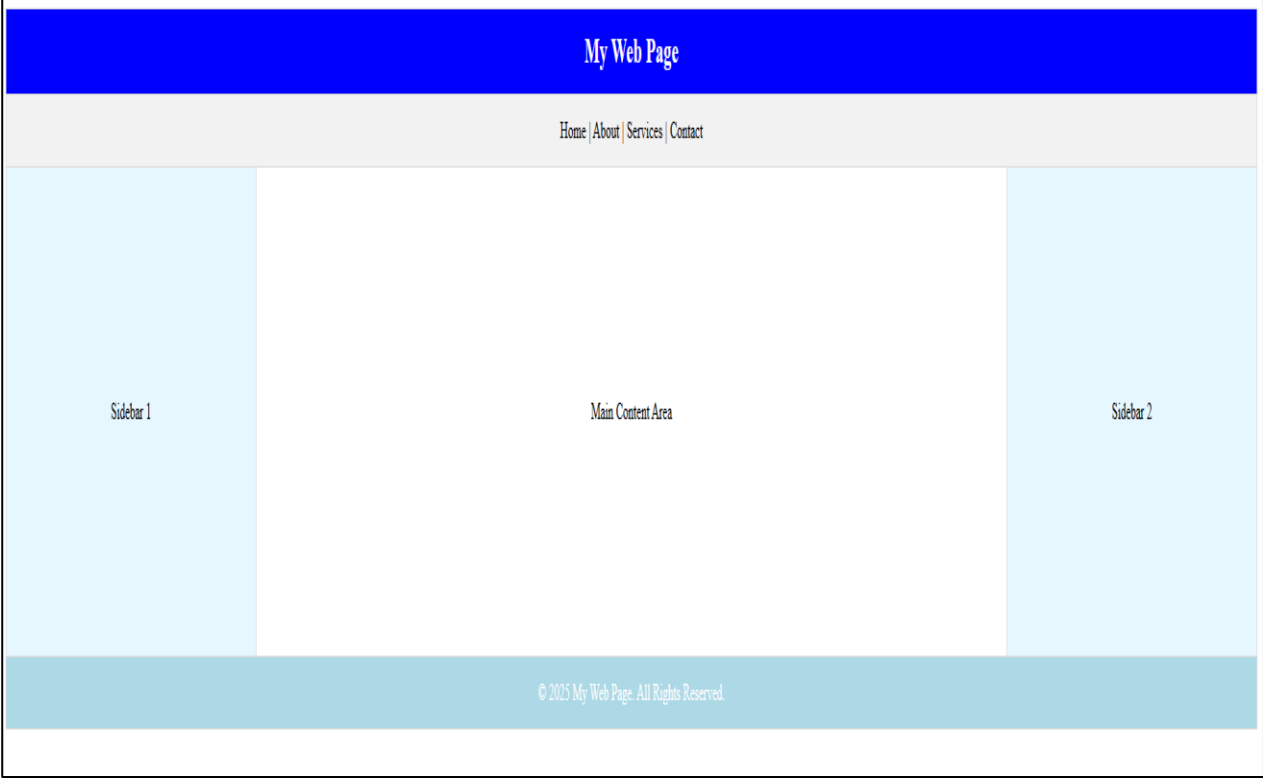 My Web Page
Home | About | Services | Contact
Sidebar 1
Main Content Area
Sidebar 2
© 2025 My Web Page. All Rights Reserved.